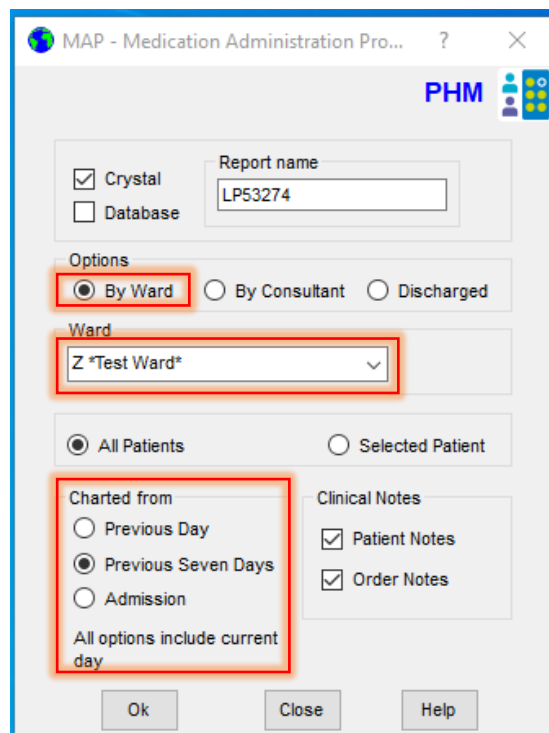 MAP - Medication Administration Pro... ?
PHM
Crystal
Database
Report name
LP53274
Options
By Ward By Consultant Discharged
Ward
Z *Test Ward*
All Patients Selected Patient
Charted from
Previous Day
Previous Seven Days
Admission
All options include current
day
Clinical Notes
Patient Notes
Order Notes
Ok Close Help